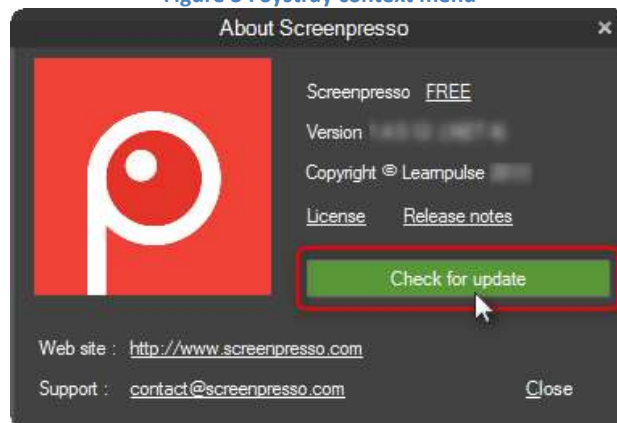 About Screenpresso
Screenpresso FREE
Version
Copyright © Learnpulse
License Release notes
Check for update
Web site : http://www.screenpresso.com
Support : contact@screenpresso.com
Close